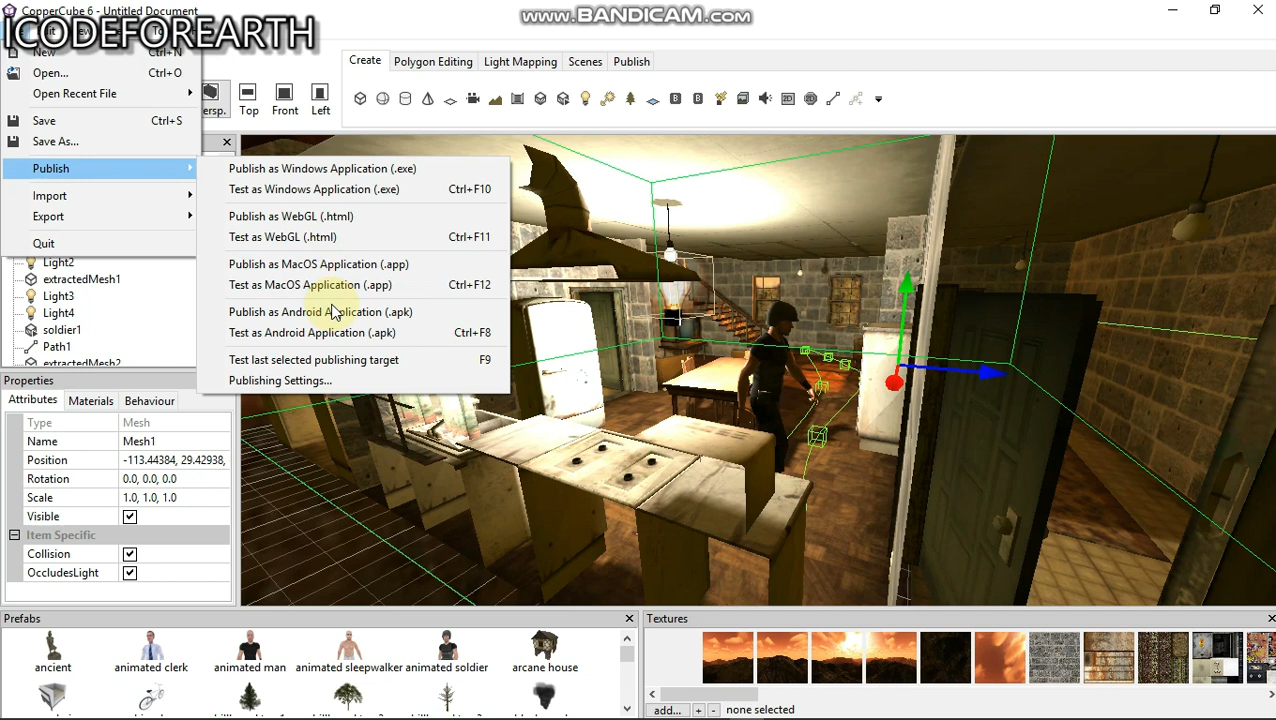 CopperCube 6 - Untitled Document
www.BANDICAM.com
ICODEFOREARTH
New Ctrl+N
Open... Ctrl+O
Open Recent File
Save Ctrl+S
Save As...
Publish
Import
Export
Quit
Publish as Windows Application (.exe)
Test as Windows Application (.exe) Ctrl+F10
Publish as WebGL (.html)
Test as WebGL (.html) Ctrl+F11
Publish as MacOS Application (.app)
Test as MacOS Application (.app) Ctrl+F12
Publish as Android Application (.apk)
Test as Android Application (.apk) Ctrl+F8
Test last selected publishing target F9
Publishing Settings...
Create Polygon Editing Light Mapping Scenes Publish
Persp. Top Front Left
Light2
extractedMesh1
Light3
Light4
soldier1
Path1
extractedMesh2
Properties
Attributes Materials Behaviour
Type Mesh
Name Mesh1
Position -113.44384, 29.42938,
Rotation 0.0, 0.0, 0.0
Scale 1.0, 1.0, 1.0
Visible
Item Specific
Collision
OccludesLight
Prefabs
ancient animated clerk animated man animated sleepwalker animated soldier arcane house
Textures
add... + - none selected